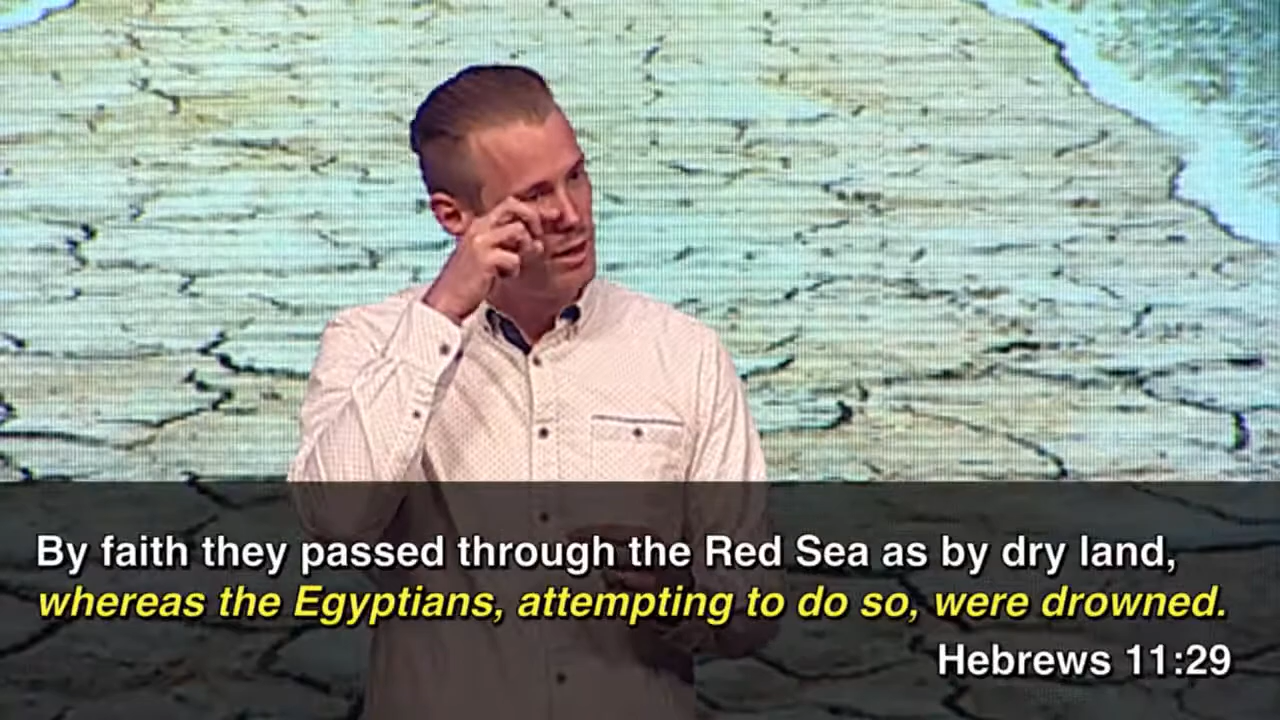 By faith they passed through the Red Sea as by dry land,
whereas the Egyptians, attempting to do so, were drowned.
Hebrews 11:29